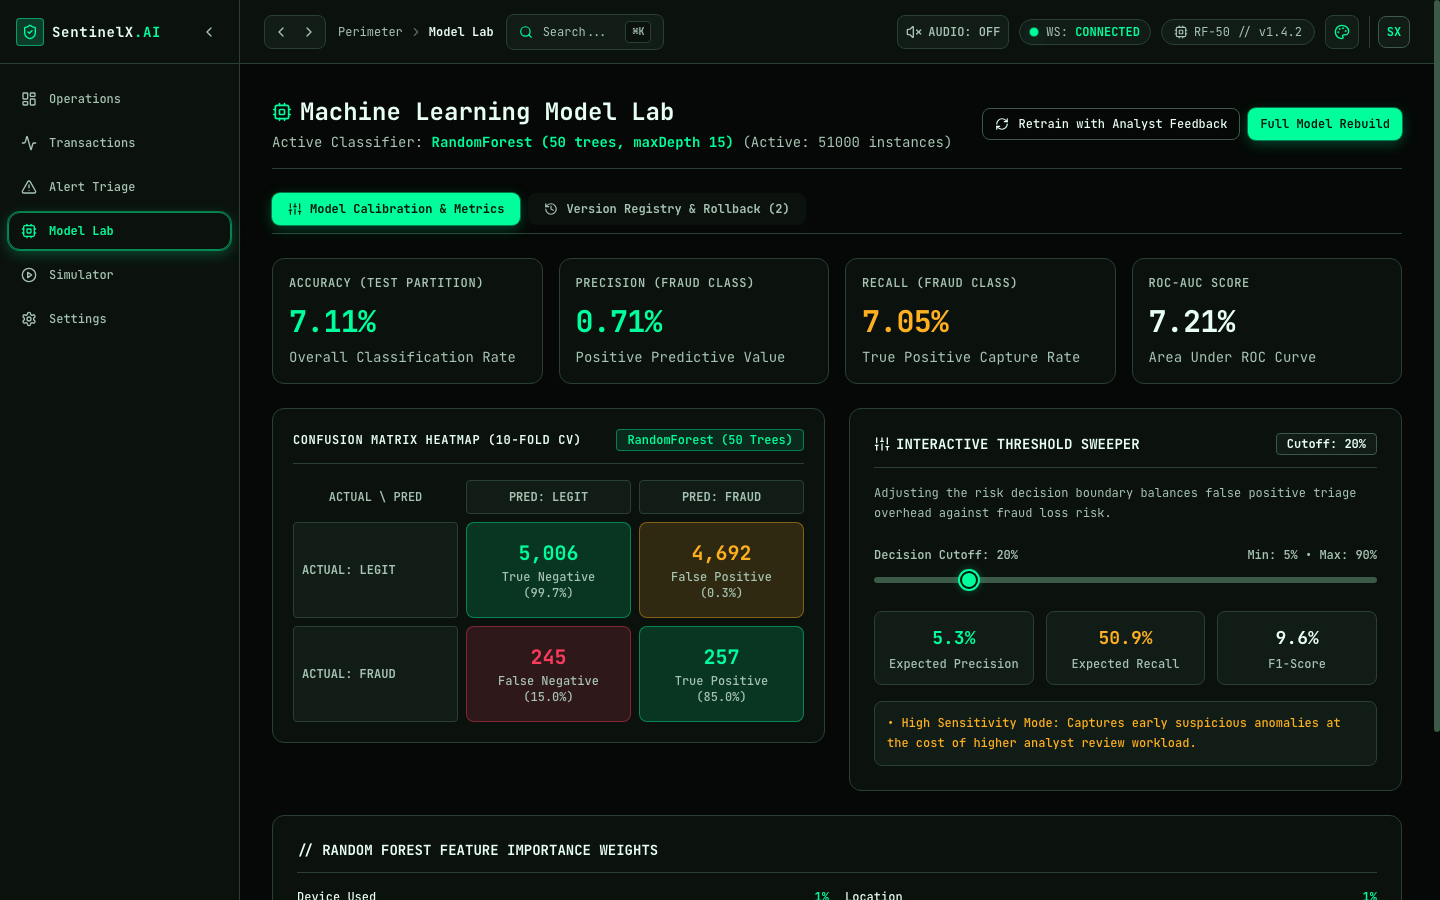 SentinelX.AI
Perimeter > Model Lab
Search...
⌘K
AUDIO: OFF
WS: CONNECTED
RF-50 // v1.4.2
SX
Operations
Transactions
Alert Triage
Model Lab
Simulator
Settings
Machine Learning Model Lab
Active Classifier: RandomForest (50 trees, maxDepth 15) (Active: 51000 instances)
Retrain with Analyst Feedback
Full Model Rebuild
Model Calibration & Metrics
Version Registry & Rollback (2)
ACCURACY (TEST PARTITION)
7.11%
Overall Classification Rate
PRECISION (FRAUD CLASS)
0.71%
Positive Predictive Value
RECALL (FRAUD CLASS)
7.05%
True Positive Capture Rate
ROC-AUC SCORE
7.21%
Area Under ROC Curve
CONFUSION MATRIX HEATMAP (10-FOLD CV)
RandomForest (50 Trees)
ACTUAL \ PRED
PRED: LEGIT
PRED: FRAUD
ACTUAL: LEGIT
5,006
True Negative
(99.7%)
4,692
False Positive
(0.3%)
ACTUAL: FRAUD
245
False Negative
(15.0%)
257
True Positive
(85.0%)
INTERACTIVE THRESHOLD SWEEPER
Cutoff: 20%
Adjusting the risk decision boundary balances false positive triage
overhead against fraud loss risk.
Decision Cutoff: 20%
Min: 5% • Max: 90%
5.3%
Expected Precision
50.9%
Expected Recall
9.6%
F1-Score
• High Sensitivity Mode: Captures early suspicious anomalies at
the cost of higher analyst review workload.
// RANDOM FOREST FEATURE IMPORTANCE WEIGHTS
Device Used
1%
Location
1%